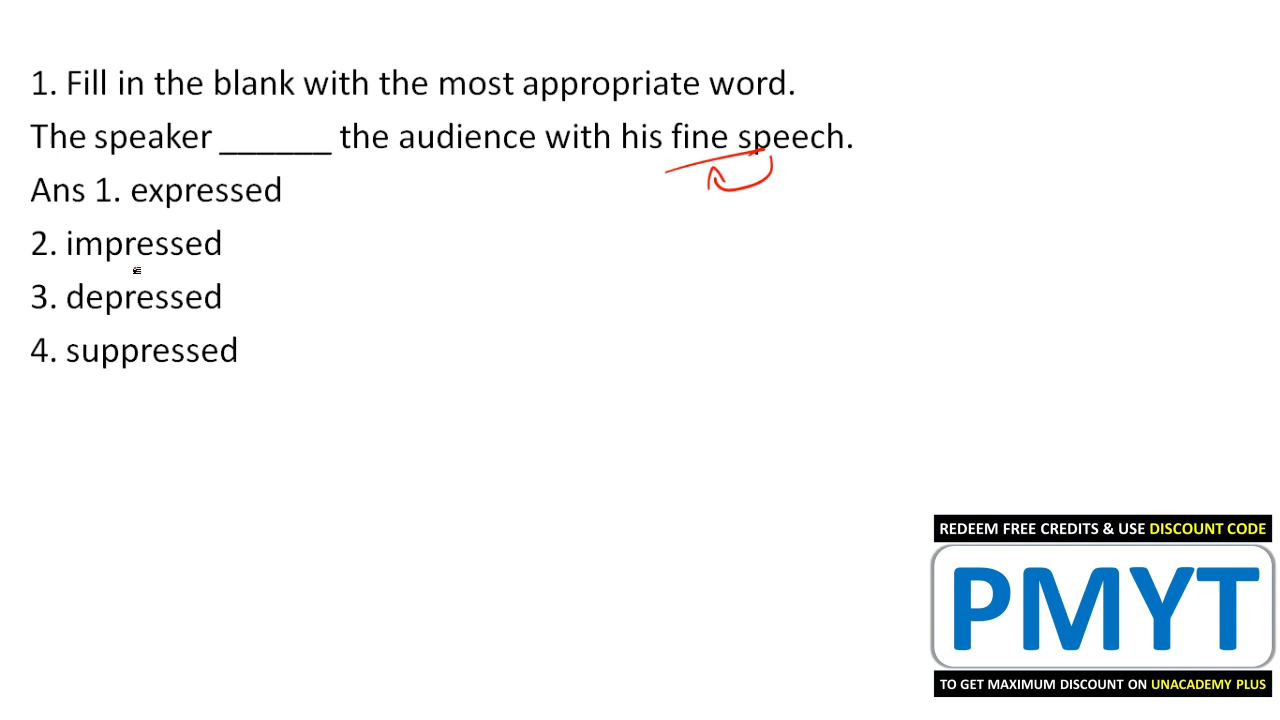 1. Fill in the blank with the most appropriate word.
The speaker ______ the audience with his fine speech.
Ans 1. expressed
2. impressed
3. depressed
4. suppressed
REDEEM FREE CREDITS & USE DISCOUNT CODE
PMYT
TO GET MAXIMUM DISCOUNT ON UNACADEMY PLUS